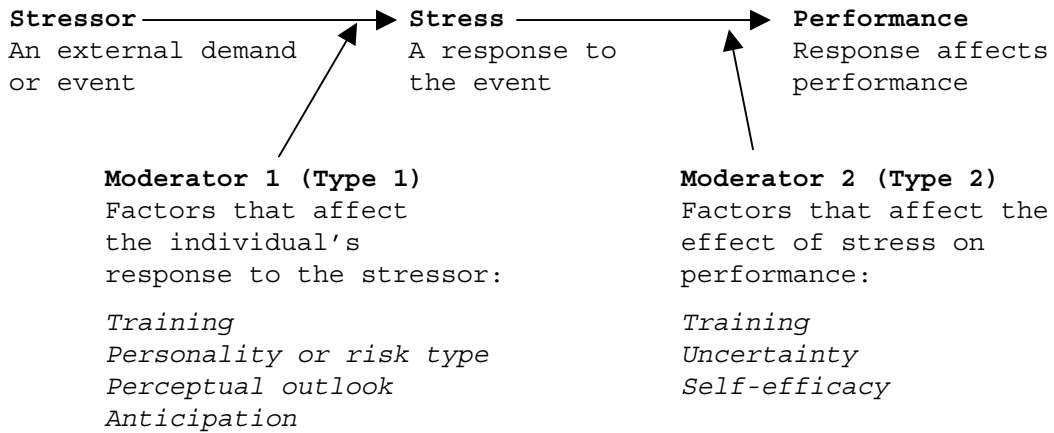 Stressor
An external demand
or event
Stress
A response to
the event
Performance
Response affects
performance
Moderator 1 (Type 1)
Factors that affect
the individual's
response to the stressor:
Training
Personality or risk type
Perceptual outlook
Anticipation
Moderator 2 (Type 2)
Factors that affect the
effect of stress on
performance:
Training
Uncertainty
Self-efficacy